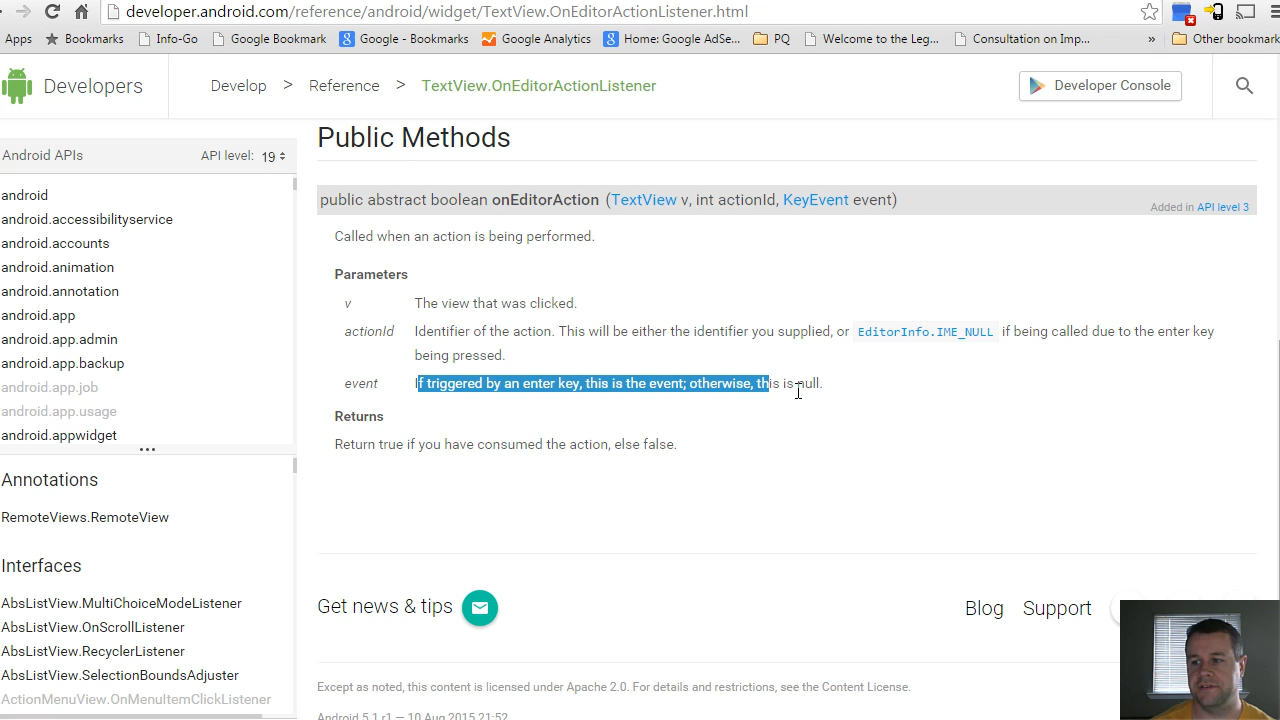 developer.android.com/reference/android/widget/TextView.OnEditorActionListener.html
Apps Bookmarks Info-Go Google Bookmark Google - Bookmarks Google Analytics Home: Google AdSe... PQ Welcome to the Leg... Consultation on Imp... » Other bookmark
Developers Develop > Reference > TextView.OnEditorActionListener Developer Console
Android APIs API level: 19
android
android.accessibilityservice
android.accounts
android.animation
android.annotation
android.app
android.app.admin
android.app.backup
android.app.job
android.app.usage
android.appwidget
Annotations
RemoteViews.RemoteView
Interfaces
AbsListView.MultiChoiceModeListener
AbsListView.OnScrollListener
AbsListView.RecyclerListener
AbsListView.SelectionBoundsAdjuster
ActionMenuView.OnMenuItemClickListener
Public Methods
public abstract boolean onEditorAction (TextView v, int actionId, KeyEvent event)
Added in API level 3
Called when an action is being performed.
Parameters
v The view that was clicked.
actionId Identifier of the action. This will be either the identifier you supplied, or EditorInfo.IME_NULL if being called due to the enter key
being pressed.
event If triggered by an enter key, this is the event; otherwise, this is null.
Returns
Return true if you have consumed the action, else false.
Get news & tips Blog Support
Except as noted, this content is licensed under Apache 2.0. For details and restrictions, see the Content License.
Android 5.1 r1 — 10 Aug 2015 21:52